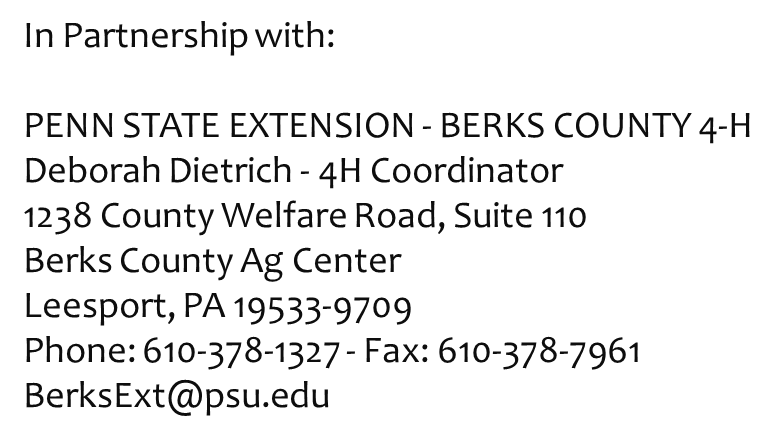 In Partnership with:
PENN STATE EXTENSION - BERKS COUNTY 4-H
Deborah Dietrich - 4H Coordinator
1238 County Welfare Road, Suite 110
Berks County Ag Center
Leesport, PA 19533-9709
Phone: 610-378-1327 - Fax: 610-378-7961
BerksExt@psu.edu